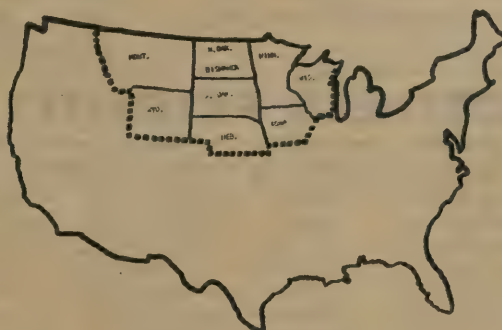 MONT.
N. DAK.
BISMARCK
MINN.
WIS.
WYO.
S. DAK.
IOWA
NEB.